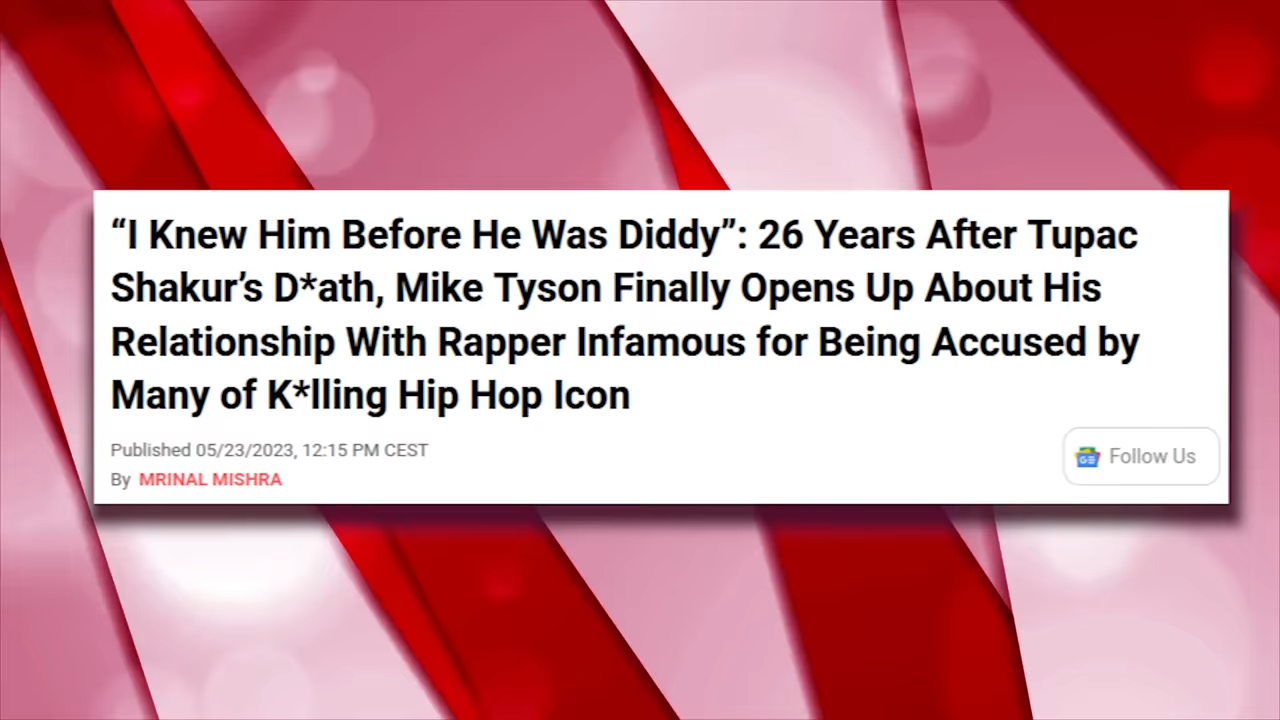 “I Knew Him Before He Was Diddy”: 26 Years After Tupac
Shakur’s D*ath, Mike Tyson Finally Opens Up About His
Relationship With Rapper Infamous for Being Accused by
Many of K*lling Hip Hop Icon
Published 05/23/2023, 12:15 PM CEST
By MRINAL MISHRA
GE Follow Us